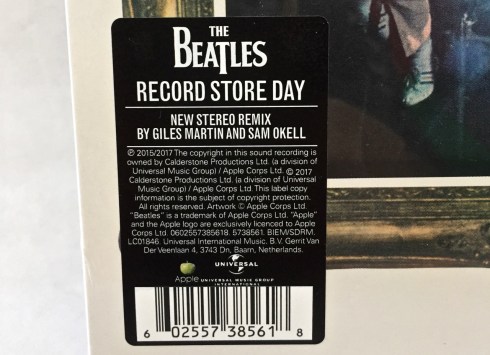 THE
BEATLES
RECORD STORE DAY
NEW STEREO REMIX
BY GILES MARTIN AND SAM OKELL
℗ 2015/2017 The copyright in this sound recording is
owned by Calderstone Productions Ltd. (a division of
Universal Music Group) / Apple Corps Ltd. © 2017
Calderstone Productions Ltd. (a division of Universal
Music Group) / Apple Corps Ltd. This label copy
information is the subject of copyright protection.
All rights reserved. Artwork © Apple Corps Ltd.
"Beatles" is a trademark of Apple Corps Ltd. "Apple"
and the Apple logo are exclusively licenced to Apple
Corps Ltd. 0602557385618. 5738561. BIEM/SDRM.
LC01846. Universal International Music. B.V. Gerrit Van
Der Veenlaan 4, 3743 Dn, Baarn, Netherlands.
Apple
UNIVERSAL
UNIVERSAL MUSIC GROUP
INTERNATIONAL
6 02557 38561 8